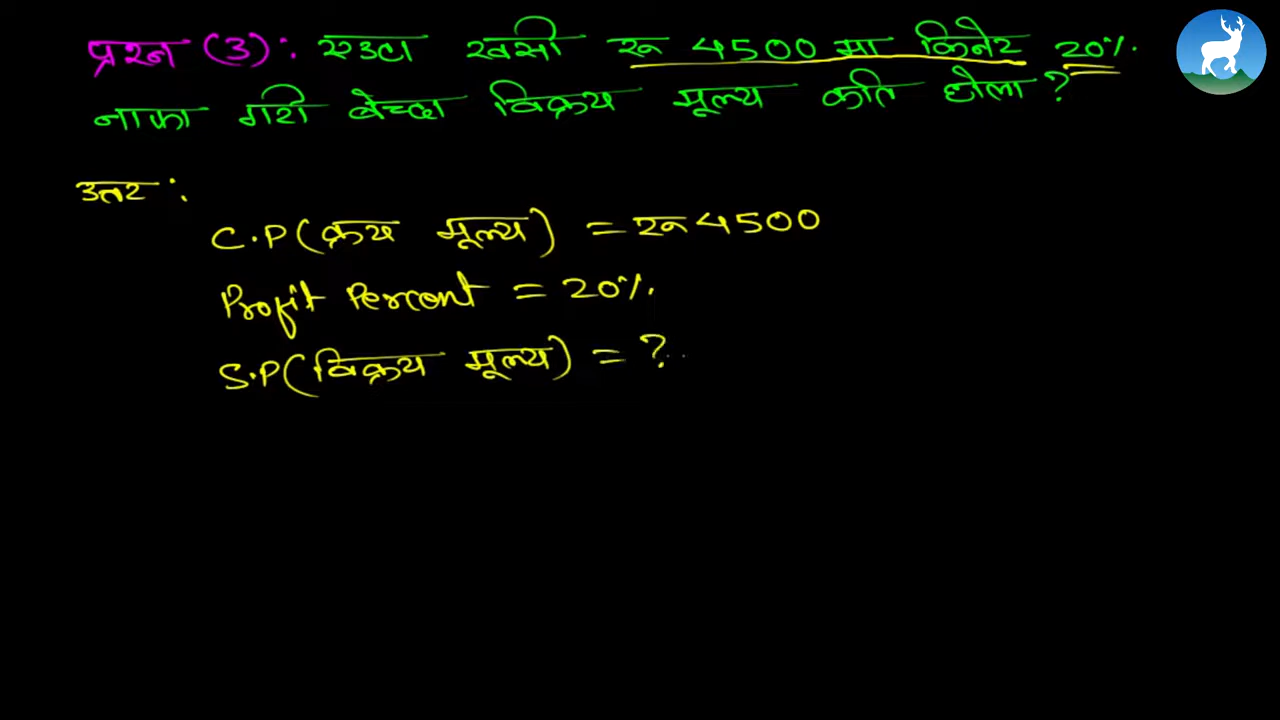 प्रश्न (3): एउटा खसी रू 4500 मा किनेर 20%
नाफा गरी बेच्दा विक्रय मूल्य कति होला ?
उत्तर :
C.P (क्रय मूल्य) = रू 4500
Profit Percent = 20%
S.P (विक्रय मूल्य) = ?